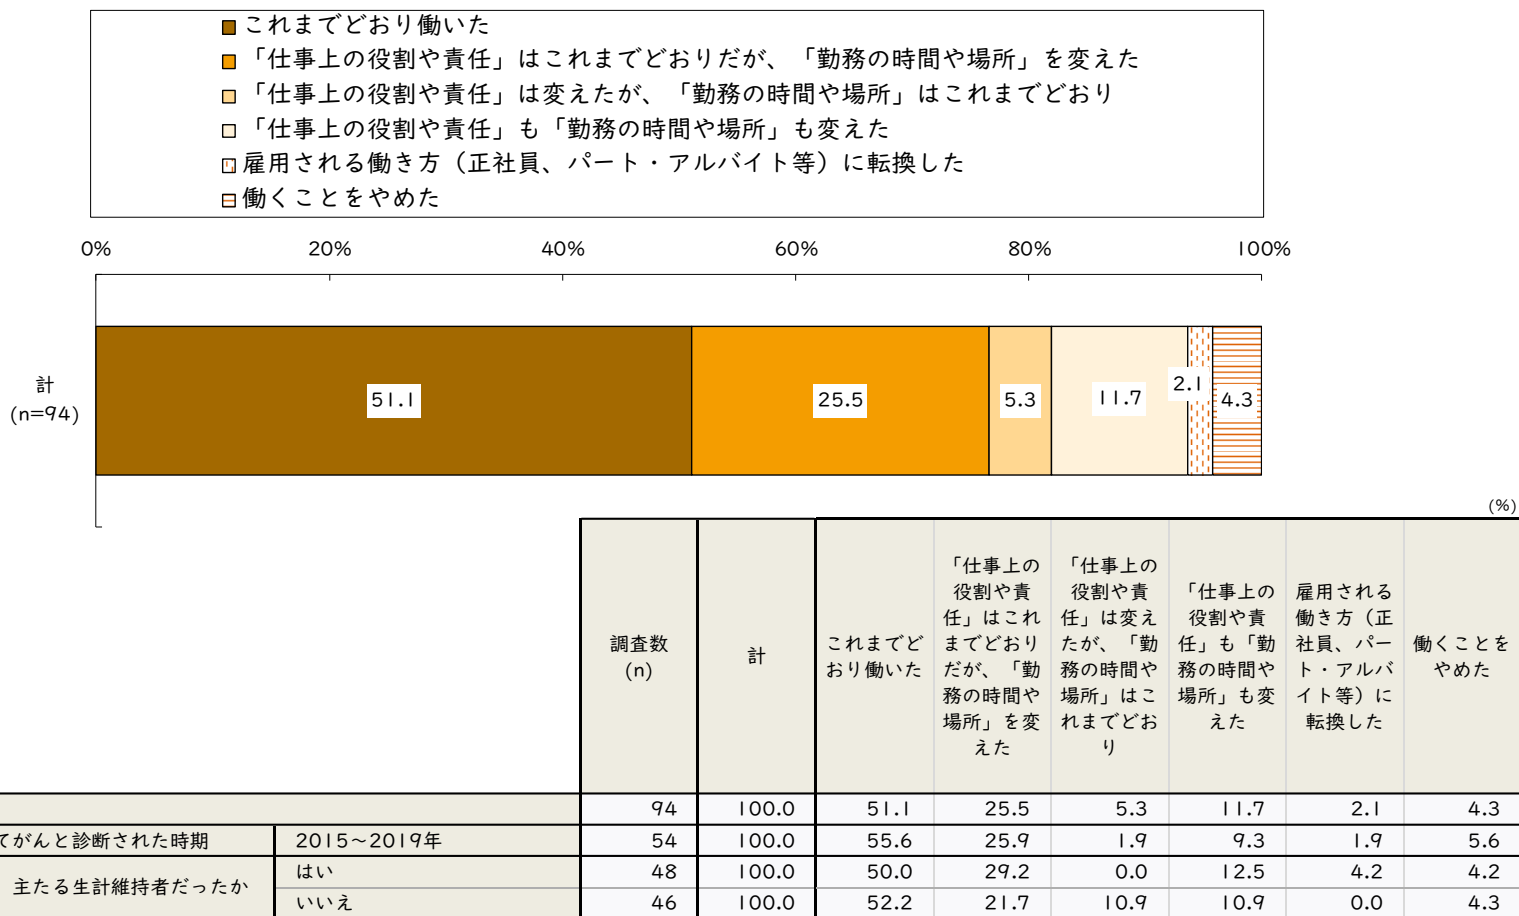 これまでどおり働いた
「仕事上の役割や責任」はこれまでどおりだが、「勤務の時間や場所」を変えた
「仕事上の役割や責任」は変えたが、「勤務の時間や場所」はこれまでどおり
「仕事上の役割や責任」も「勤務の時間や場所」も変えた
雇用される働き方（正社員、パート・アルバイト等）に転換した
働くことをやめた
0% 20% 40% 60% 80% 100%
計
(n=94)
51.1 25.5 5.3 11.7 2.1 4.3
(%)
調査数
(n)
計
これまでど
おり働いた
「仕事上の
役割や責
任」はこれ
までどおり
だが、「勤
務の時間や
場所」を変
えた
「仕事上の
役割や責
任」は変え
たが、「勤
務の時間や
場所」はこ
れまでどお
り
「仕事上の
役割や責
任」も「勤
務の時間や
場所」も変
えた
雇用される
働き方（正
社員、パー
ト・アルバ
イト等）に
転換した
働くことを
やめた
94 100.0 51.1 25.5 5.3 11.7 2.1 4.3
てがんと診断された時期 2015～2019年 54 100.0 55.6 25.9 1.9 9.3 1.9 5.6
主たる生計維持者だったか
はい 48 100.0 50.0 29.2 0.0 12.5 4.2 4.2
いいえ 46 100.0 52.2 21.7 10.9 10.9 0.0 4.3